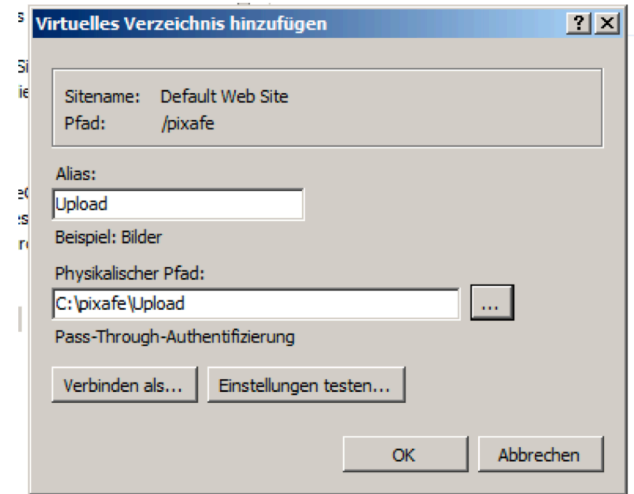 Virtuelles Verzeichnis hinzufügen
Sitename: Default Web Site
Pfad: /pixafe
Alias:
Upload
Beispiel: Bilder
Physikalischer Pfad:
C:\pixafe\Upload
...
Pass-Through-Authentifizierung
Verbinden als... Einstellungen testen...
OK Abbrechen